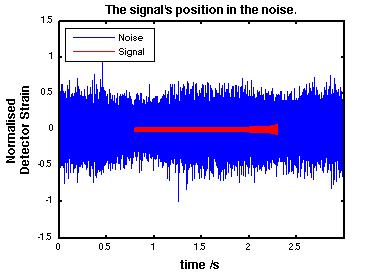 The signal's position in the noise.
1.5
Noise
Signal
1
0.5
0
-0.5
-1
-1.5
Normalised
Detector Strain
0 0.5 1 1.5 2 2.5
time /s